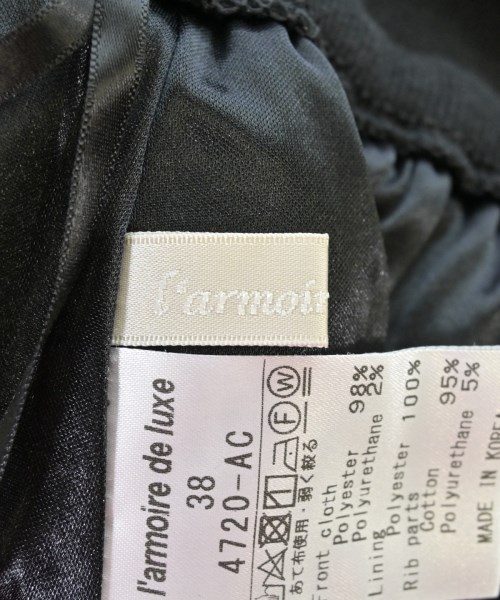 l'armoir
l'armoire de luxe
38
4720-AC
あて布使用・弱く絞る
Front cloth
Polyester 98%
Polyurethane 2%
Lining
Polyester 100%
Rib parts
Cotton 95%
Polyurethane 5%
MADE IN KOREA